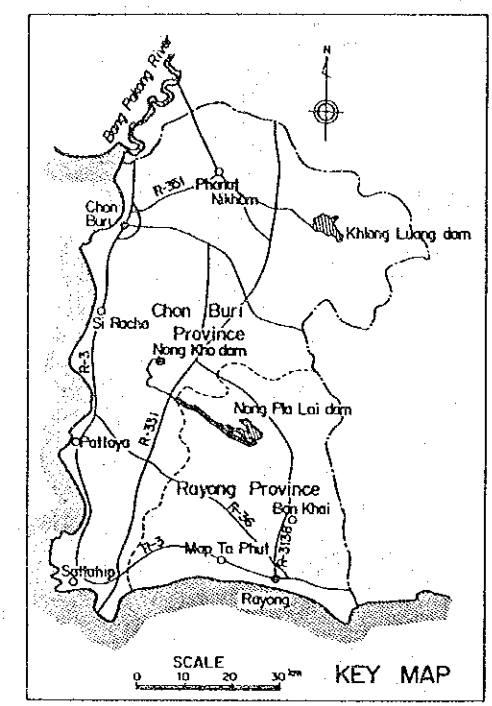 Bang Pakong River
N
R-351
Phanat
Nikhom
Chon
Buri
Khlong Luang dam
Si Racha
Chon Buri
Province
Nong Kho dam
R-3
R-331
Nong Pla Lai dam
Pattaya
Rayong Province
R-36
Ban Khai
R-3138
R-3
Map Ta Phut
Sattahip
Rayong
SCALE
0 10 20 30 km
KEY MAP